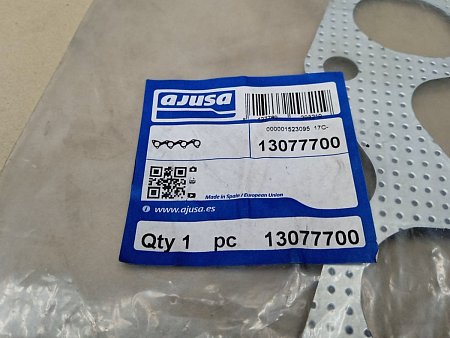 ajusa
000001523095 17C-
13077700
Made in Spain / European Union
www.ajusa.es
Qty 1 pc 13077700